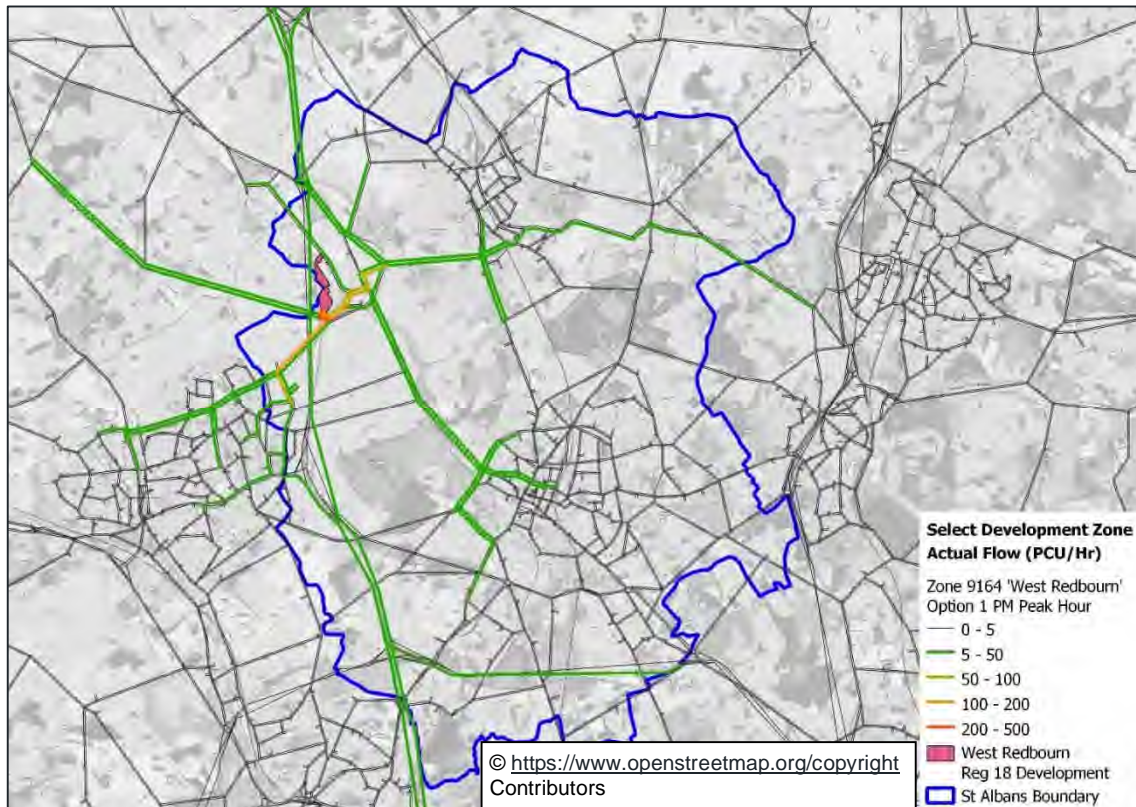 Select Development Zone
Actual Flow (PCU/Hr)
Zone 9164 'West Redbourn'
Option 1 PM Peak Hour
0 - 5
5 - 50
50 - 100
100 - 200
200 - 500
West Redbourn
Reg 18 Development
St Albans Boundary
© https://www.openstreetmap.org/copyright
Contributors